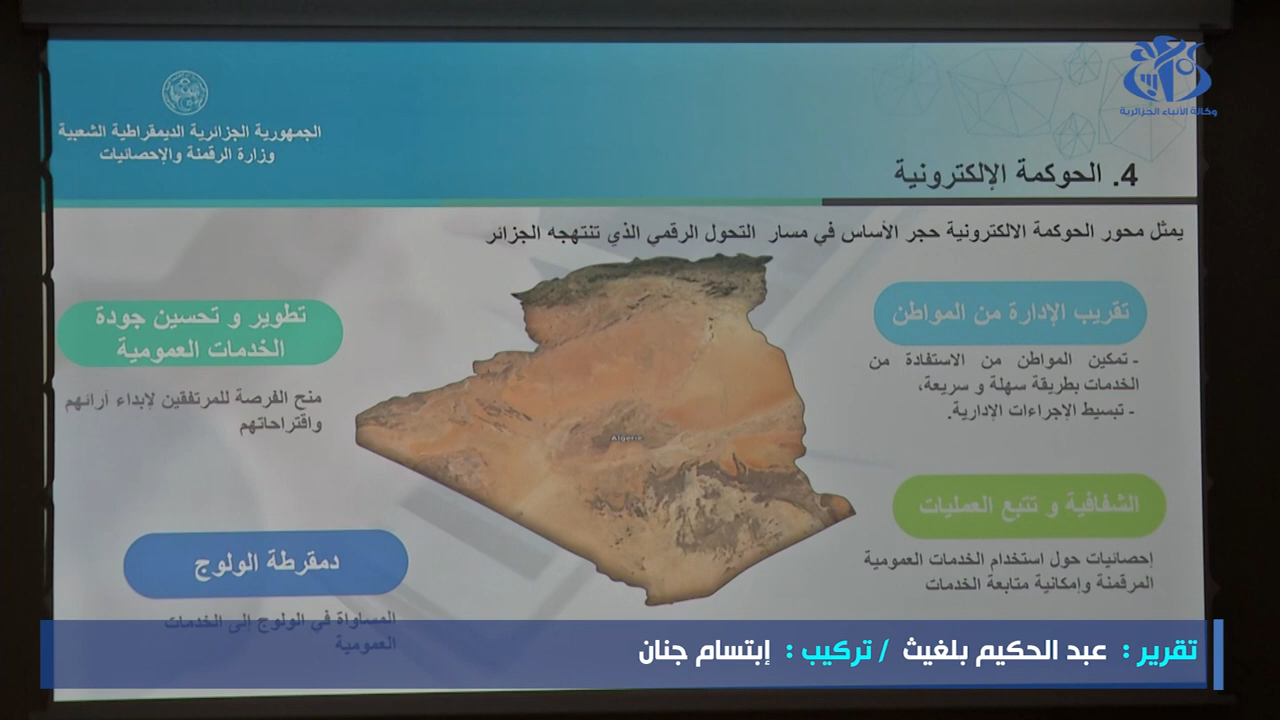 وكالة الأنباء الجزائرية
الجمهورية الجزائرية الديمقراطية الشعبية
وزارة الرقمنة والإحصائيات
4. الحوكمة الإلكترونية
يمثل محور الحوكمة الالكترونية حجر الأساس في مسار التحول الرقمي الذي تنتهجه الجزائر
تقريب الإدارة من المواطن
- تمكين المواطن من الاستفادة من
الخدمات بطريقة سهلة و سريعة،
- تبسيط الإجراءات الإدارية.
تطوير و تحسين جودة
الخدمات العمومية
منح الفرصة للمرتفقين لإبداء آرائهم
واقتراحاتهم
Algérie
الشفافية و تتبع العمليات
إحصائيات حول استخدام الخدمات العمومية
المرقمنة وإمكانية متابعة الخدمات
دمقرطة الولوج
المساواة في الولوج إلى الخدمات
العمومية
تقرير : عبد الحكيم بلغيث / تركيب : إبتسام جنان